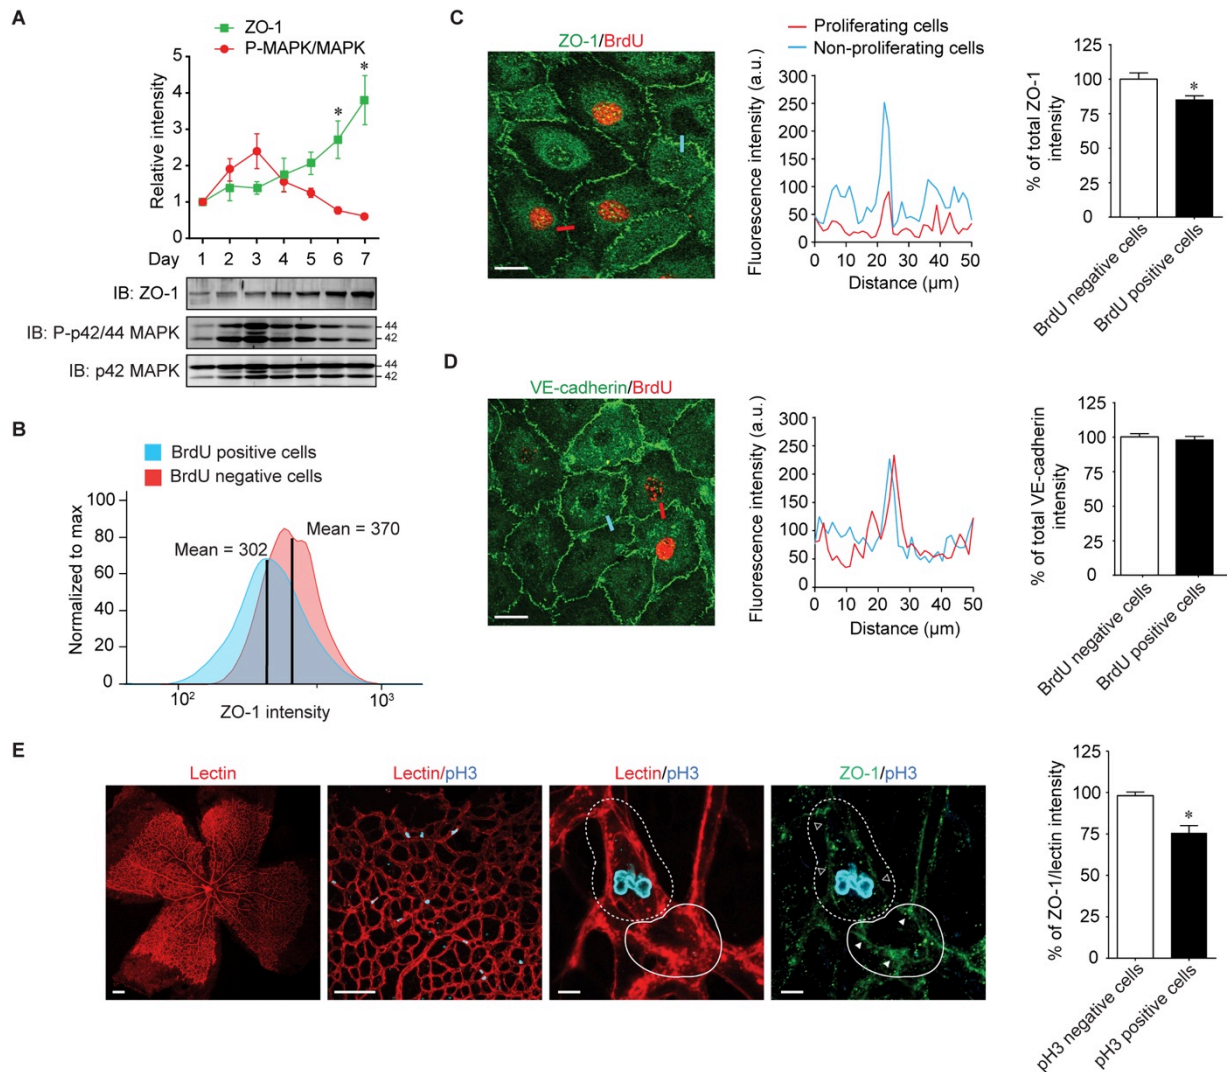 A
ZO-1
P-MAPK/MAPK
Relative intensity
5
4
3
2
1
0
*
*
1 2 3 4 5 6 7
Day
IB: ZO-1
IB: P-p42/44 MAPK
44
42
IB: p42 MAPK
44
42
B
BrdU positive cells
BrdU negative cells
Normalized to max
100
80
60
40
20
0
Mean = 302
Mean = 370
10²
10³
ZO-1 intensity
C
ZO-1/BrdU
Proliferating cells
Non-proliferating cells
Fluorescence intensity (a.u.)
300
250
200
150
100
50
0
0 10 20 30 40 50
Distance (µm)
% of total ZO-1
intensity
125
100
75
50
25
0
*
BrdU negative cells
BrdU positive cells
D
VE-cadherin/BrdU
Fluorescence intensity (a.u.)
300
250
200
150
100
50
0
0 10 20 30 40 50
Distance (µm)
% of total VE-cadherin
intensity
125
100
75
50
25
0
BrdU negative cells
BrdU positive cells
E
Lectin
Lectin/pH3
Lectin/pH3
ZO-1/pH3
% of ZO-1/lectin intensity
125
100
75
50
25
0
*
pH3 negative cells
pH3 positive cells